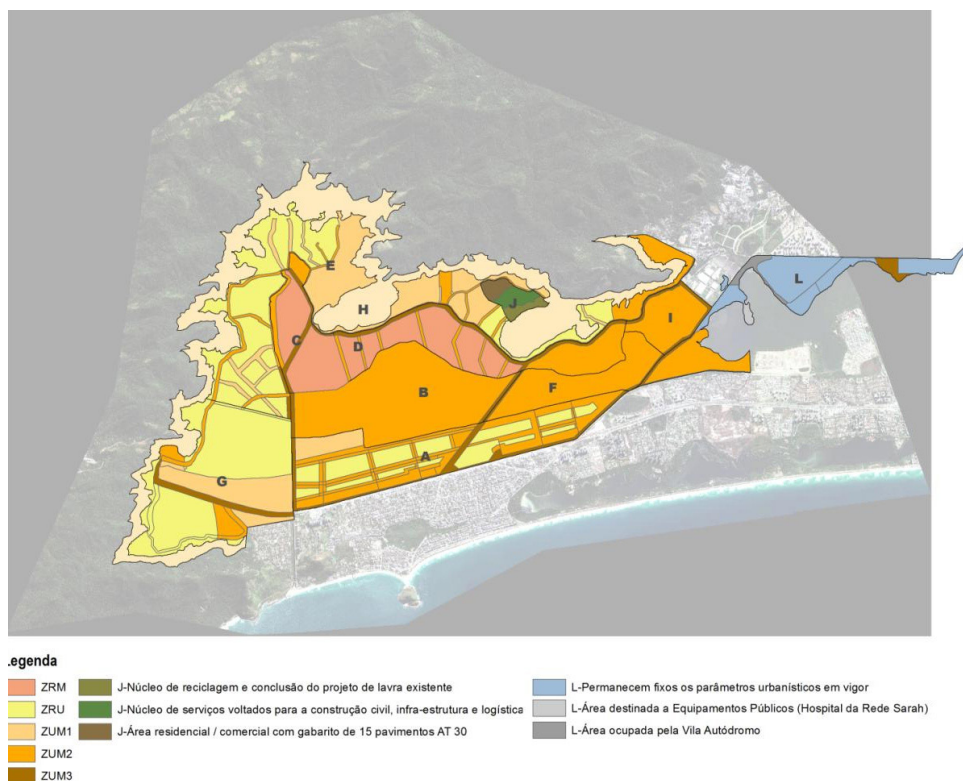 E
H
J
L
C
D
I
B
F
A
G
.egenda
ZRM
J-Núcleo de reciclagem e conclusão do projeto de lavra existente
L-Permanecem fixos os parâmetros urbanísticos em vigor
ZRU
J-Núcleo de serviços voltados para a construção civil, infra-estrutura e logística
L-Área destinada a Equipamentos Públicos (Hospital da Rede Sarah)
ZUM1
J-Área residencial / comercial com gabarito de 15 pavimentos AT 30
L-Área ocupada pela Vila Autódromo
ZUM2
ZUM3